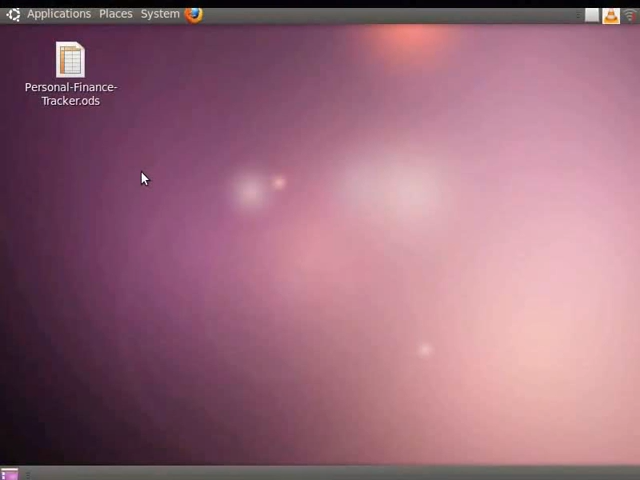 Applications Places System
Personal-Finance-
Tracker.ods